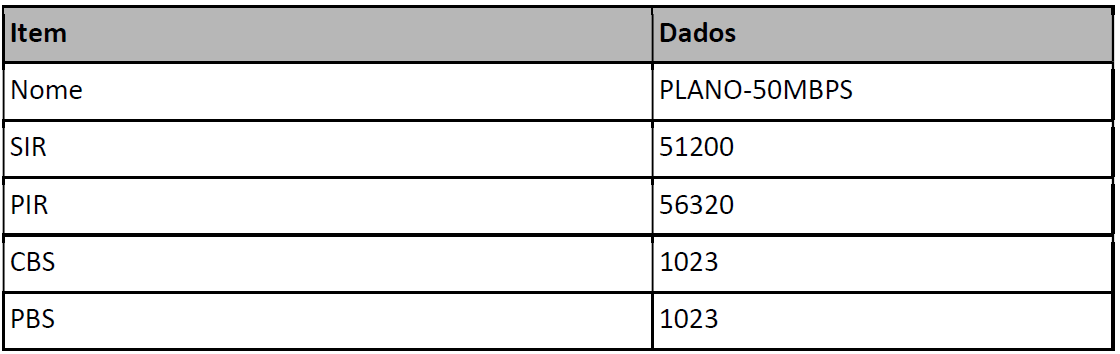 Item Dados
Nome PLANO-50MBPS
SIR 51200
PIR 56320
CBS 1023
PBS 1023